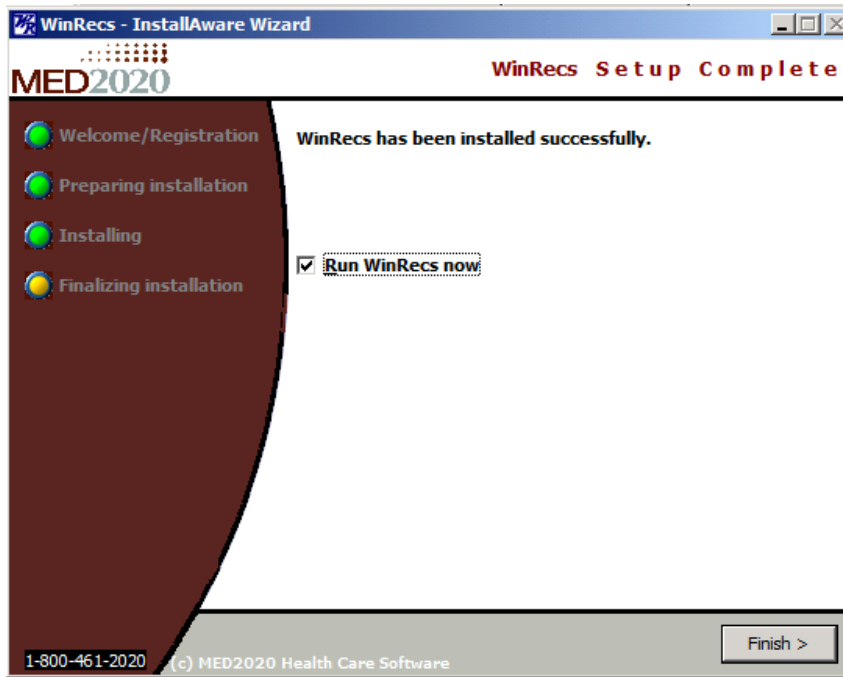 WinRecs - InstallAware Wizard
MED2020
WinRecs Setup Complete
Welcome/Registration
Preparing installation
Installing
Finalizing installation
WinRecs has been installed successfully.
Run WinRecs now
Finish >
1-800-461-2020
(c) MED2020 Health Care Software